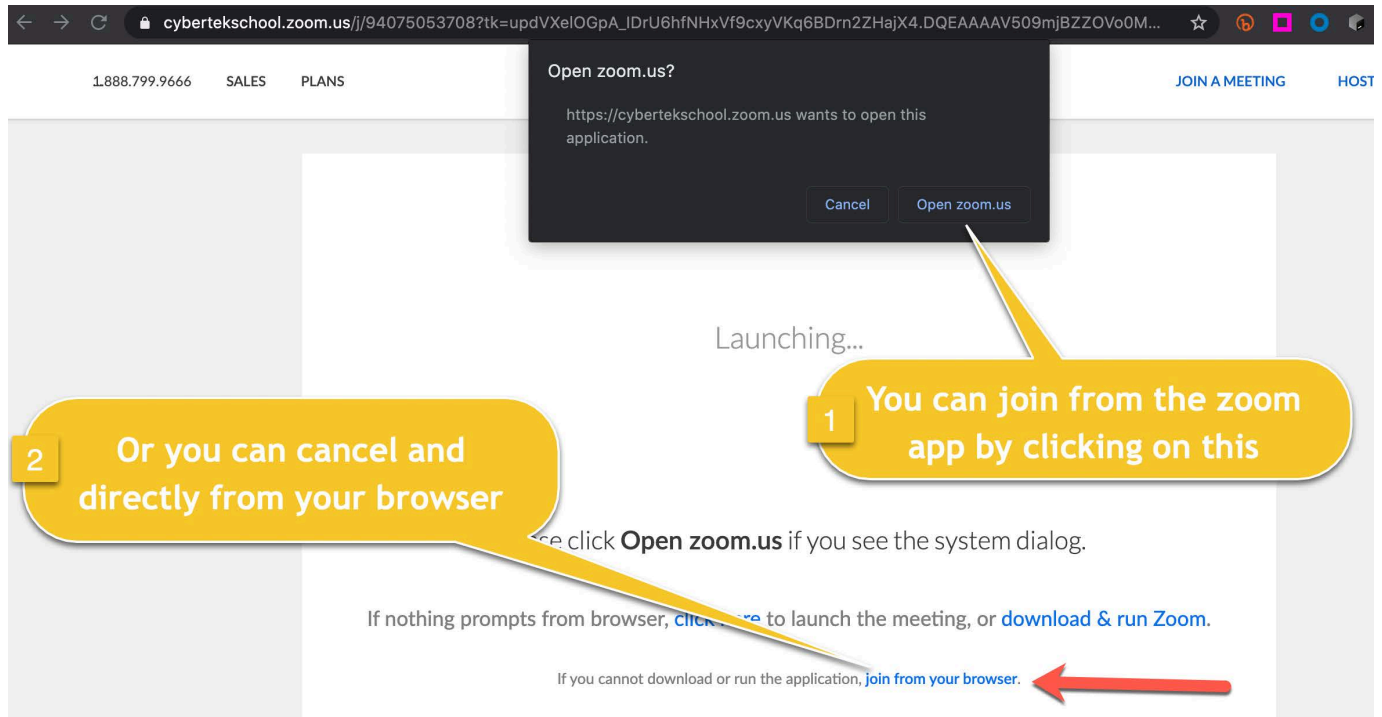 cybertekschool.zoom.us/j/94075053708?tk=updVXelOGpA_IDrU6hfNHxVf9cxyVKq6BDrn2ZHajX4.DQEAAAAV509mjBZZOVo0M...
1.888.799.9666 SALES PLANS
JOIN A MEETING HOST
Open zoom.us?
https://cybertekschool.zoom.us wants to open this
application.
Cancel Open zoom.us
Launching...
1
You can join from the zoom
app by clicking on this
2
Or you can cancel and
directly from your browser
click Open zoom.us if you see the system dialog.
If nothing prompts from browser, click here to launch the meeting, or download & run Zoom.
If you cannot download or run the application, join from your browser.